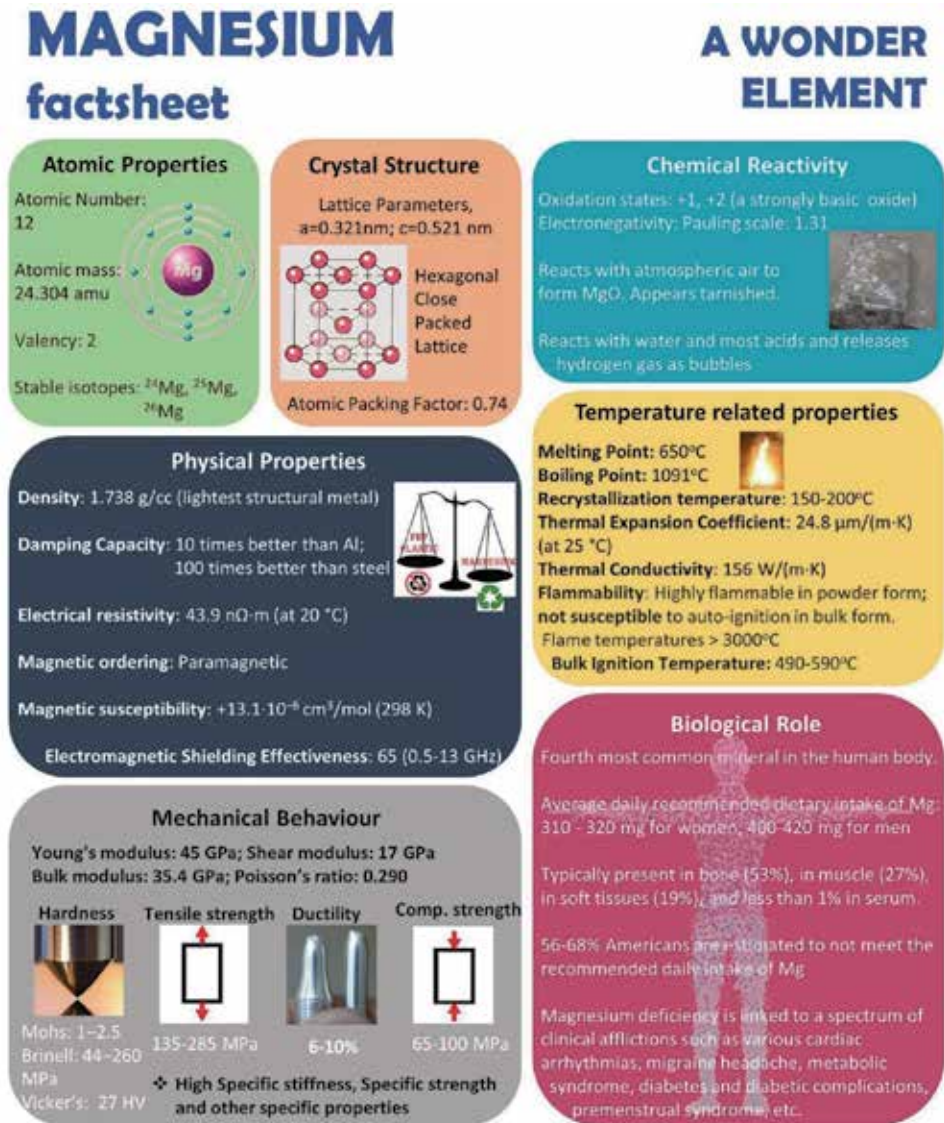 MAGNESIUM
factsheet
A WONDER
ELEMENT
Atomic Properties
Atomic Number:
12
Mg
Atomic mass:
24.304 amu
Valency: 2
Stable isotopes: ²⁴Mg, ²⁵Mg,
²⁶Mg
Crystal Structure
Lattice Parameters,
a=0.321nm; c=0.521 nm
Hexagonal
Close
Packed
Lattice
Atomic Packing Factor: 0.74
Chemical Reactivity
Oxidation states: +1, +2 (a strongly basic oxide)
Electronegativity: Pauling scale: 1.31
Reacts with atmospheric air to
form MgO. Appears tarnished.
Reacts with water and most acids and releases
hydrogen gas as bubbles
Physical Properties
Density: 1.738 g/cc (lightest structural metal)
Damping Capacity: 10 times better than Al;
100 times better than steel
PLASTIC
MAGNESIUM
Electrical resistivity: 43.9 nΩ·m (at 20 °C)
Magnetic ordering: Paramagnetic
Magnetic susceptibility: +13.1·10⁻⁶ cm³/mol (298 K)
Electromagnetic Shielding Effectiveness: 65 (0.5-13 GHz)
Temperature related properties
Melting Point: 650°C
Boiling Point: 1091°C
Recrystallization temperature: 150-200°C
Thermal Expansion Coefficient: 24.8 µm/(m·K)
(at 25 °C)
Thermal Conductivity: 156 W/(m·K)
Flammability: Highly flammable in powder form;
not susceptible to auto-ignition in bulk form.
Flame temperatures > 3000°C
Bulk Ignition Temperature: 490-590°C
Mechanical Behaviour
Young's modulus: 45 GPa; Shear modulus: 17 GPa
Bulk modulus: 35.4 GPa; Poisson's ratio: 0.290
Hardness
Mohs: 1–2.5
Brinell: 44–260
MPa
Vicker's: 27 HV
Tensile strength
135-285 MPa
Ductility
6-10%
Comp. strength
65-100 MPa
❖ High Specific stiffness, Specific strength
and other specific properties
Biological Role
Fourth most common mineral in the human body.
Average daily recommended dietary intake of Mg:
310 - 320 mg for women, 400-420 mg for men
Typically present in bone (53%), in muscle (27%),
in soft tissues (19%), and less than 1% in serum.
56-68% Americans are estimated to not meet the
recommended daily intake of Mg
Magnesium deficiency is linked to a spectrum of
clinical afflictions such as various cardiac
arrhythmias, migraine headache, metabolic
syndrome, diabetes and diabetic complications,
premenstrual syndrome, etc.